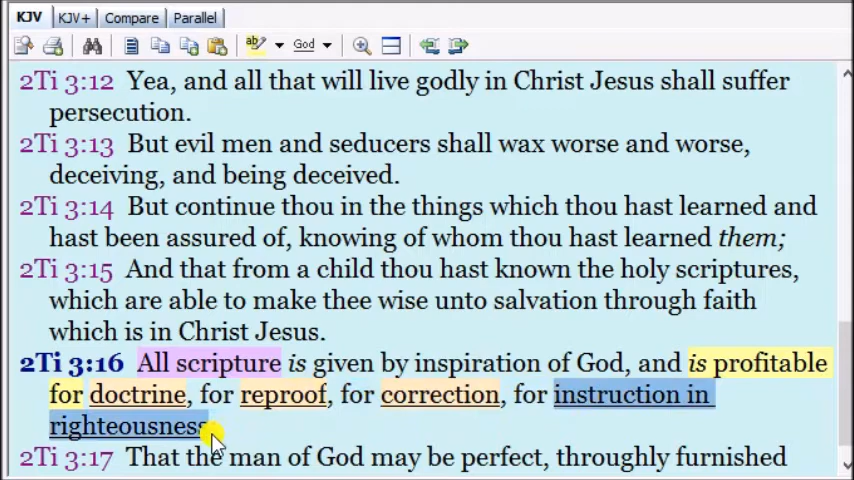 KJV KJV+ Compare Parallel
God
2Ti 3:12 Yea, and all that will live godly in Christ Jesus shall suffer
persecution.
2Ti 3:13 But evil men and seducers shall wax worse and worse,
deceiving, and being deceived.
2Ti 3:14 But continue thou in the things which thou hast learned and
hast been assured of, knowing of whom thou hast learned them;
2Ti 3:15 And that from a child thou hast known the holy scriptures,
which are able to make thee wise unto salvation through faith
which is in Christ Jesus.
2Ti 3:16 All scripture is given by inspiration of God, and is profitable
for doctrine, for reproof, for correction, for instruction in
righteousness
2Ti 3:17 That the man of God may be perfect, throughly furnished